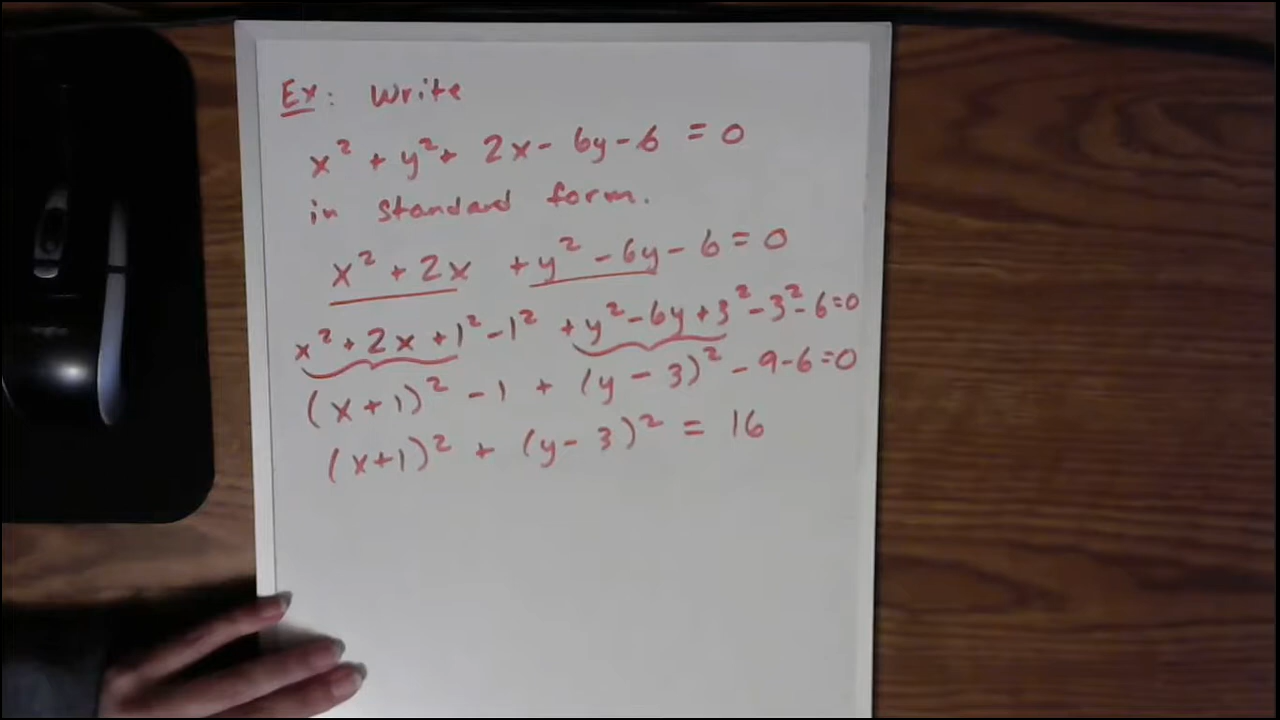 Ex: Write
x² + y² + 2x - 6y - 6 = 0
in standard form.
x² + 2x + y² - 6y - 6 = 0
x² + 2x + 1² - 1² + y² - 6y + 3² - 3² - 6 = 0
(x + 1)² - 1 + (y - 3)² - 9 - 6 = 0
(x + 1)² + (y - 3)² = 16